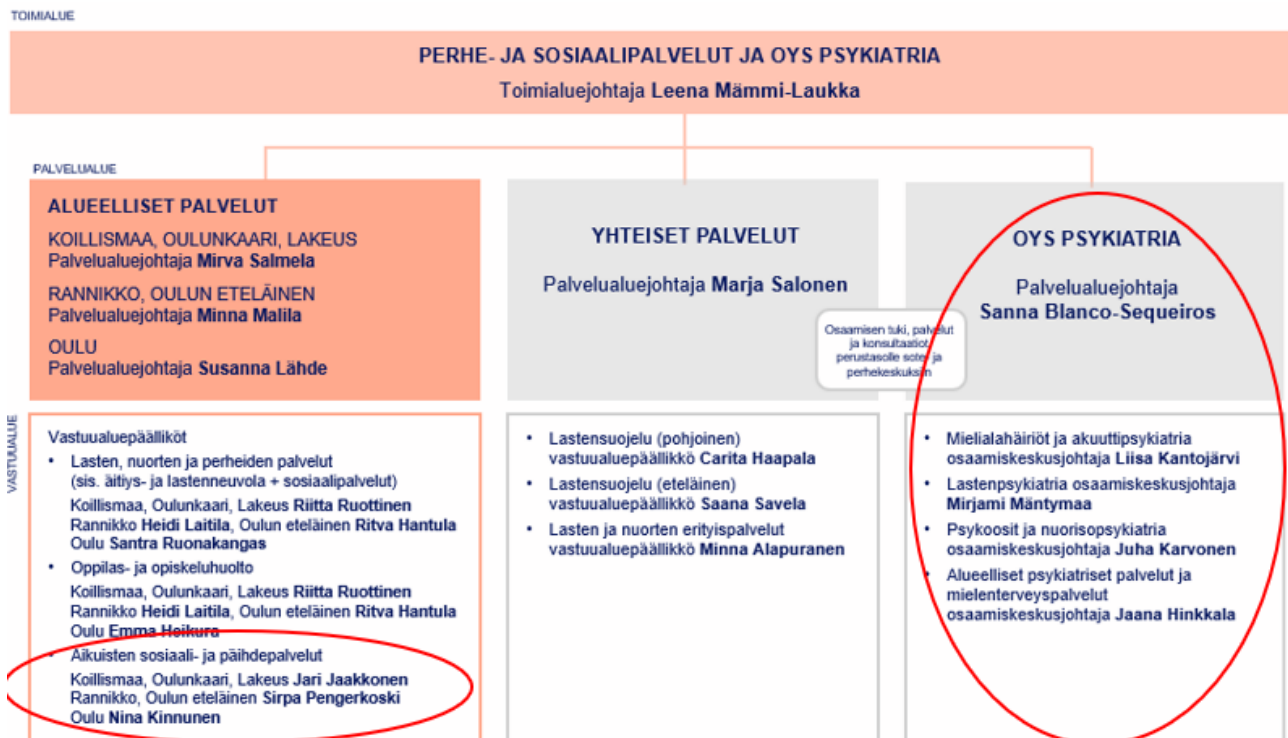 TOIMIALUE
PERHE- JA SOSIAALIPALVELUT JA OYS PSYKIATRIA
Toimialuejohtaja Leena Mämmi-Laukka
PALVELUALUE
ALUEELLISET PALVELUT
KOILLISMAA, OULUNKAARI, LAKEUS
Palvelualuejohtaja Mirva Salmela
RANNIKKO, OULUN ETELÄINEN
Palvelualuejohtaja Minna Malila
OULU
Palvelualuejohtaja Susanna Lähde
YHTEISET PALVELUT
Palvelualuejohtaja Marja Salonen
Osaamisen tuki, palvelut
ja konsultaatiot
perustasolle sote- ja
perhekeskuksiin
OYS PSYKIATRIA
Palvelualuejohtaja
Sanna Blanco-Sequeiros
VASTUUALUE
Vastuualuepäälliköt
• Lasten, nuorten ja perheiden palvelut
(sis. äitiys- ja lastenneuvola + sosiaalipalvelut)
Koillismaa, Oulunkaari, Lakeus Riitta Ruottinen
Rannikko Heidi Laitila, Oulun eteläinen Ritva Hantula
Oulu Santra Ruonakangas
• Oppilas- ja opiskeluhuolto
Koillismaa, Oulunkaari, Lakeus Riitta Ruottinen
Rannikko Heidi Laitila, Oulun eteläinen Ritva Hantula
Oulu Emma Heikura
• Aikuisten sosiaali- ja päihdepalvelut
Koillismaa, Oulunkaari, Lakeus Jari Jaakkonen
Rannikko, Oulun eteläinen Sirpa Pengerkoski
Oulu Nina Kinnunen
• Lastensuojelu (pohjoinen)
vastuualuepäällikkö Carita Haapala
• Lastensuojelu (eteläinen)
vastuualuepäällikkö Saana Savela
• Lasten ja nuorten erityispalvelut
vastuualuepäällikkö Minna Alapuranen
• Mielialahäiriöt ja akuuttipsykiatria
osaamiskeskusjohtaja Liisa Kantojärvi
• Lastenpsykiatria osaamiskeskusjohtaja
Mirjami Mäntymaa
• Psykoosit ja nuorisopsykiatria
osaamiskeskusjohtaja Juha Karvonen
• Alueelliset psykiatriset palvelut ja
mielenterveyspalvelut
osaamiskeskusjohtaja Jaana Hinkkala